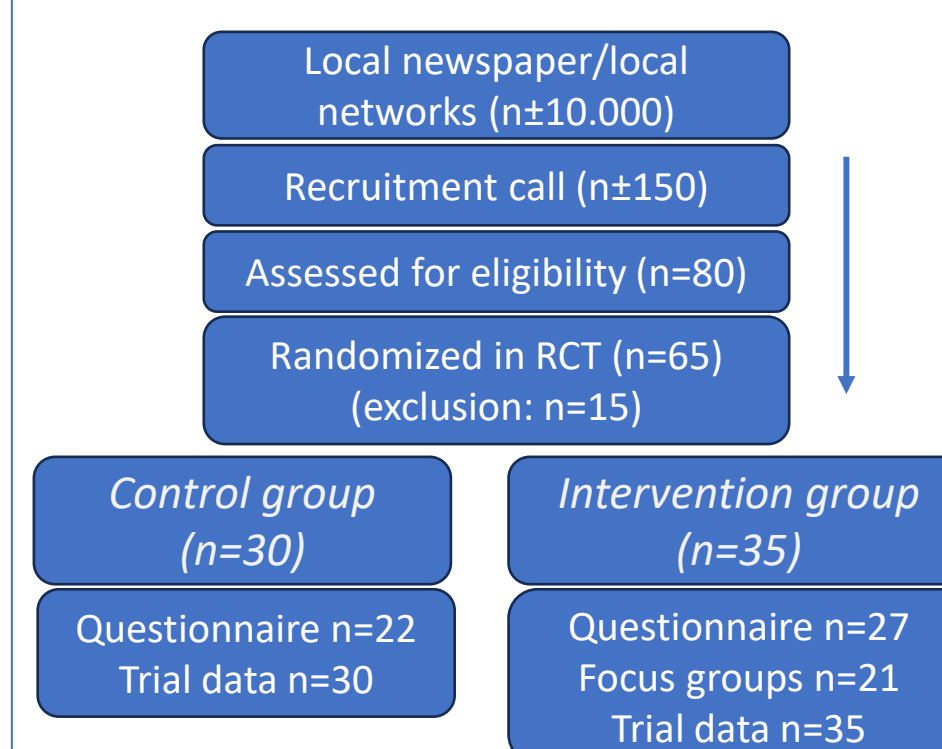 Local newspaper/local
networks (n±10.000)
Recruitment call (n±150)
Assessed for eligibility (n=80)
Randomized in RCT (n=65)
(exclusion: n=15)
Control group
(n=30)
Intervention group
(n=35)
Questionnaire n=22
Trial data n=30
Questionnaire n=27
Focus groups n=21
Trial data n=35